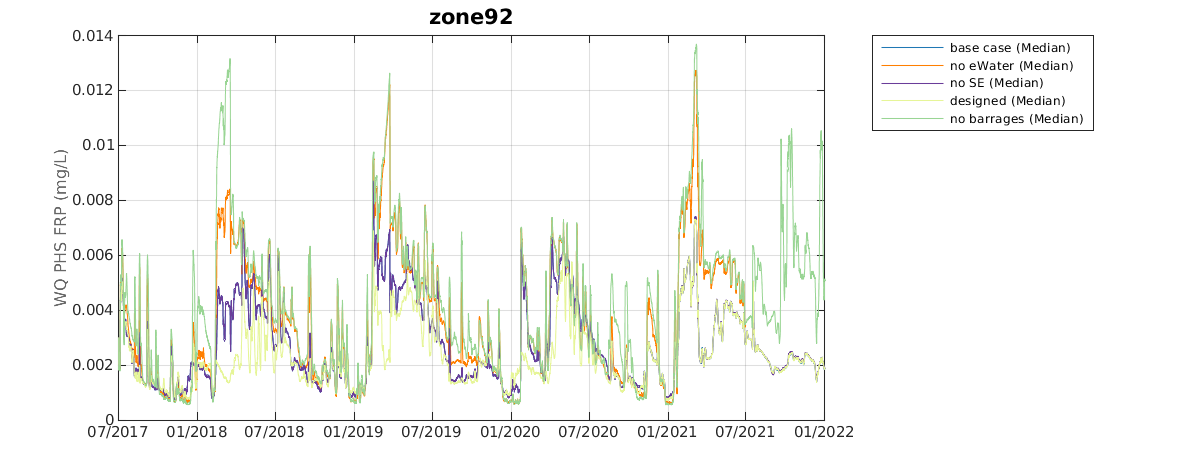 zone92
0.014
0.012
0.01
0.008
0.006
0.004
0.002
0
WQ PHS FRP (mg/L)
07/2017 01/2018 07/2018 01/2019 07/2019 01/2020 07/2020 01/2021 07/2021 01/2022
base case (Median)
no eWater (Median)
no SE (Median)
designed (Median)
no barrages (Median)